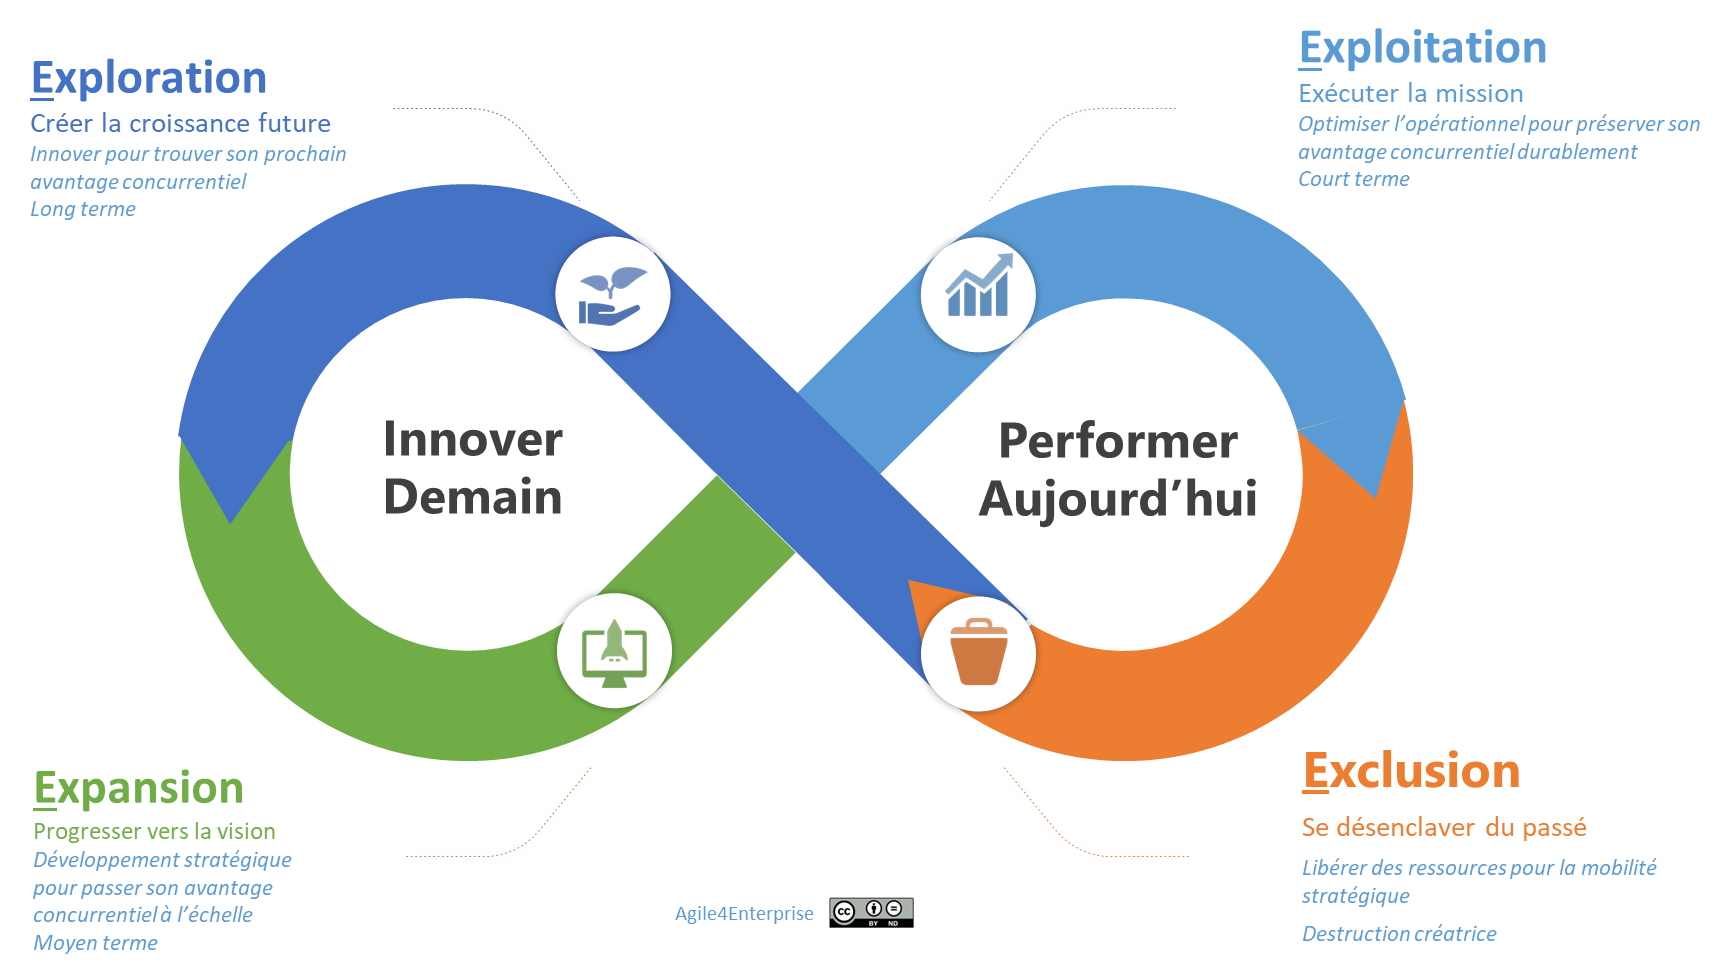 Exploration
Créer la croissance future
Innover pour trouver son prochain
avantage concurrentiel
Long terme
Exploitation
Exécuter la mission
Optimiser l’opérationnel pour préserver son
avantage concurrentiel durablement
Court terme
Innover
Demain
Performer
Aujourd’hui
Expansion
Progresser vers la vision
Développement stratégique
pour passer son avantage
concurrentiel à l’échelle
Moyen terme
Exclusion
Se désenclaver du passé
Libérer des ressources pour la mobilité
stratégique
Destruction créatrice
Agile4Enterprise
cc
BY ND